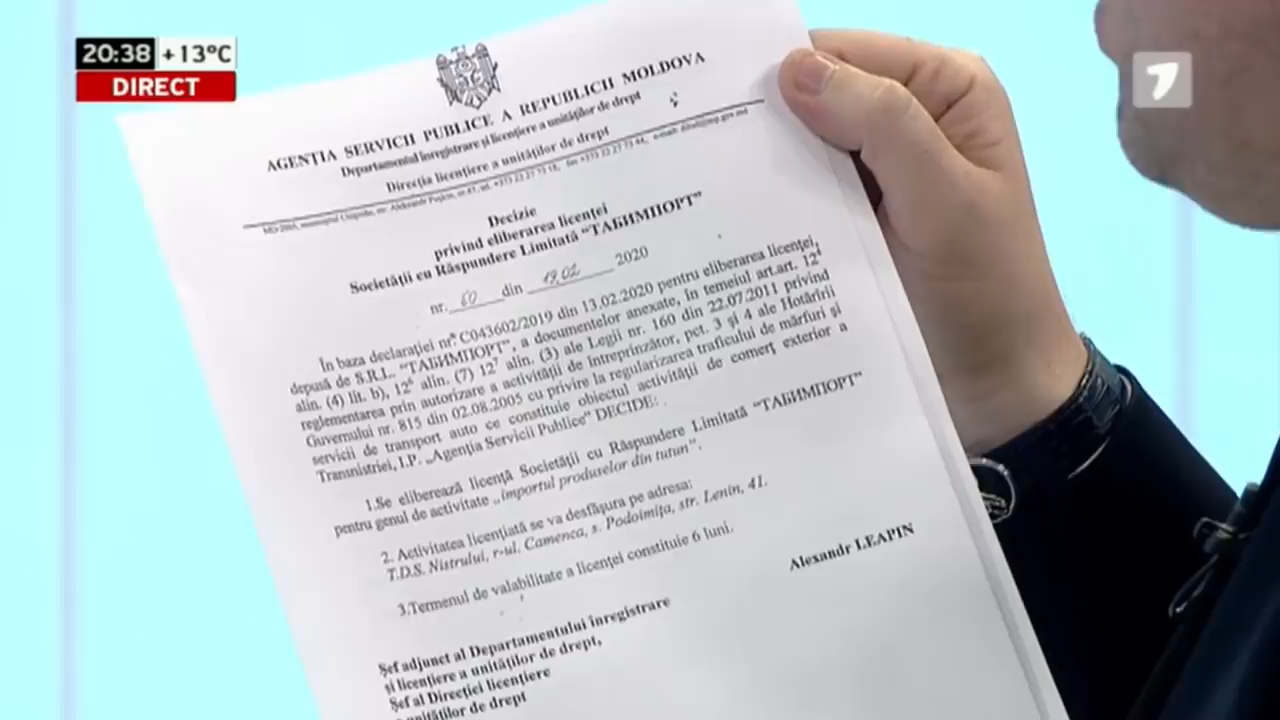 20:38 +13°C
DIRECT
AGENȚIA SERVICII PUBLICE A REPUBLICII MOLDOVA
Departamentul înregistrare și licențiere a unităților de drept
Direcția licențiere a unităților de drept
Decizie
privind eliberarea licenței
Societății cu Răspundere Limitată "ТАБИМПОРТ"
nr. 60 din 19.02 2020
În baza declarației nr. C043602/2019 din 13.02.2020 pentru eliberarea licenței,
depusă de S.R.L. "ТАБИМПОРТ", a documentelor anexate, în temeiul art.art. 12⁴
alin. (4) lit. b), 12⁶ alin. (7) 12⁷ alin. (3) ale Legii nr. 160 din 22.07.2011 privind
reglementarea prin autorizare a activității de întreprinzător, pct. 3 și 4 ale Hotărîrii
Guvernului nr. 815 din 02.08.2005 cu privire la regularizarea traficului de mărfuri și
servicii de transport auto ce constituie obiectul activității de comerț exterior a
Transnistriei, I.P. „Agenția Servicii Publice" DECIDE:
1.Se eliberează licență Societății cu Răspundere Limitată "ТАБИМПОРТ"
pentru genul de activitate „importul produselor din tutun".
2. Activitatea licențiată se va desfășura pe adresa:
T.D.S. Nistrului, r-ul. Camenca, s. Podoimița, str. Lenin, 41.
3.Termenul de valabilitate a licenței constituie 6 luni.
Alexandr LEAPIN
Șef adjunct al Departamentului înregistrare
și licențiere a unităților de drept,
Șef al Direcției licențiere
a unităților de drept